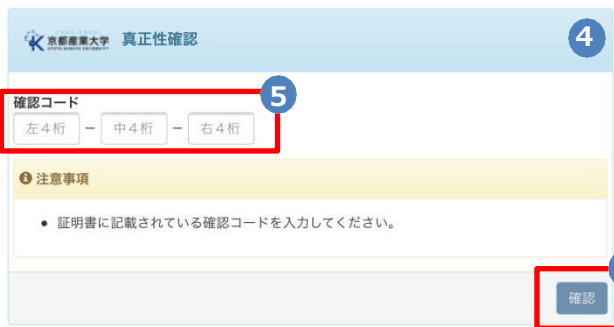 京都産業大学 真正性確認
4
5
確認コード
左4桁 − 中4桁 − 右4桁
注意事項
• 証明書に記載されている確認コードを入力してください。
確認